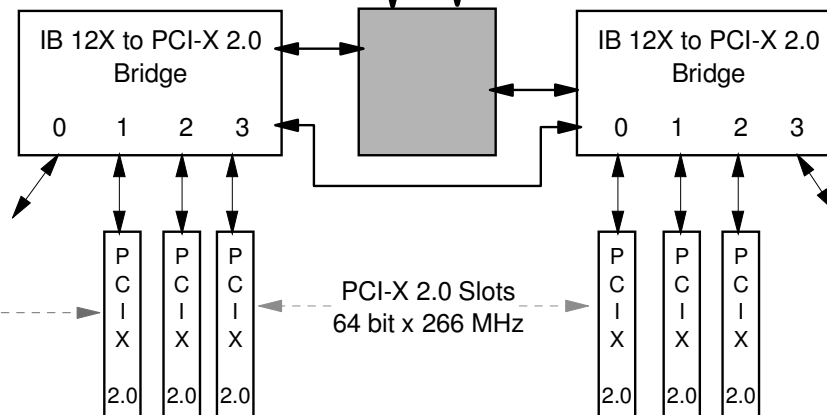 IB 12X to PCI-X 2.0
Bridge
0 1 2 3
IB 12X to PCI-X 2.0
Bridge
0 1 2 3
P
C
I
X
2.0
P
C
I
X
2.0
P
C
I
X
2.0
PCI-X 2.0 Slots
64 bit x 266 MHz
P
C
I
X
2.0
P
C
I
X
2.0
P
C
I
X
2.0